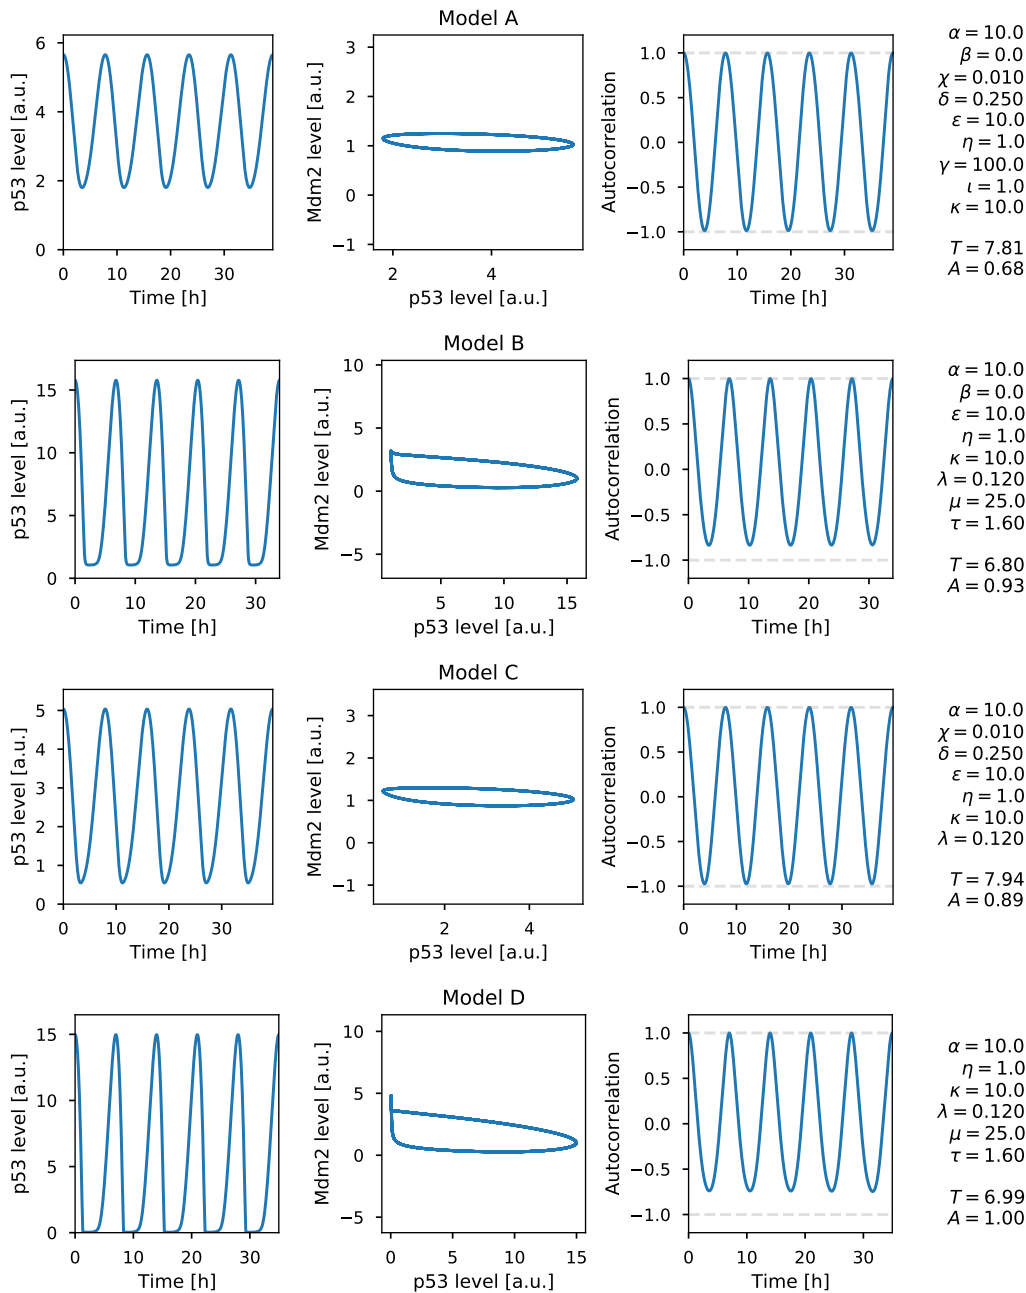 Model A
6
4
2
0
p53 level [a.u.]
0 10 20 30
Time [h]
3
2
1
0
−1
Mdm2 level [a.u.]
2 4
p53 level [a.u.]
1.0
0.5
0.0
−0.5
−1.0
Autocorrelation
0 10 20 30
Time [h]
α = 10.0
β = 0.0
χ = 0.010
δ = 0.250
ε = 10.0
η = 1.0
γ = 100.0
ι = 1.0
κ = 10.0
T = 7.81
A = 0.68
Model B
15
10
5
0
p53 level [a.u.]
0 10 20 30
Time [h]
10
5
0
−5
Mdm2 level [a.u.]
5 10 15
p53 level [a.u.]
1.0
0.5
0.0
−0.5
−1.0
Autocorrelation
0 10 20 30
Time [h]
α = 10.0
β = 0.0
ε = 10.0
η = 1.0
κ = 10.0
λ = 0.120
μ = 25.0
τ = 1.60
T = 6.80
A = 0.93
Model C
5
4
3
2
1
0
p53 level [a.u.]
0 10 20 30
Time [h]
3
2
1
0
−1
Mdm2 level [a.u.]
2 4
p53 level [a.u.]
1.0
0.5
0.0
−0.5
−1.0
Autocorrelation
0 10 20 30
Time [h]
α = 10.0
χ = 0.010
δ = 0.250
ε = 10.0
η = 1.0
κ = 10.0
λ = 0.120
T = 7.94
A = 0.89
Model D
15
10
5
0
p53 level [a.u.]
0 10 20 30
Time [h]
10
5
0
−5
Mdm2 level [a.u.]
0 5 10 15
p53 level [a.u.]
1.0
0.5
0.0
−0.5
−1.0
Autocorrelation
0 10 20 30
Time [h]
α = 10.0
η = 1.0
κ = 10.0
λ = 0.120
μ = 25.0
τ = 1.60
T = 6.99
A = 1.00